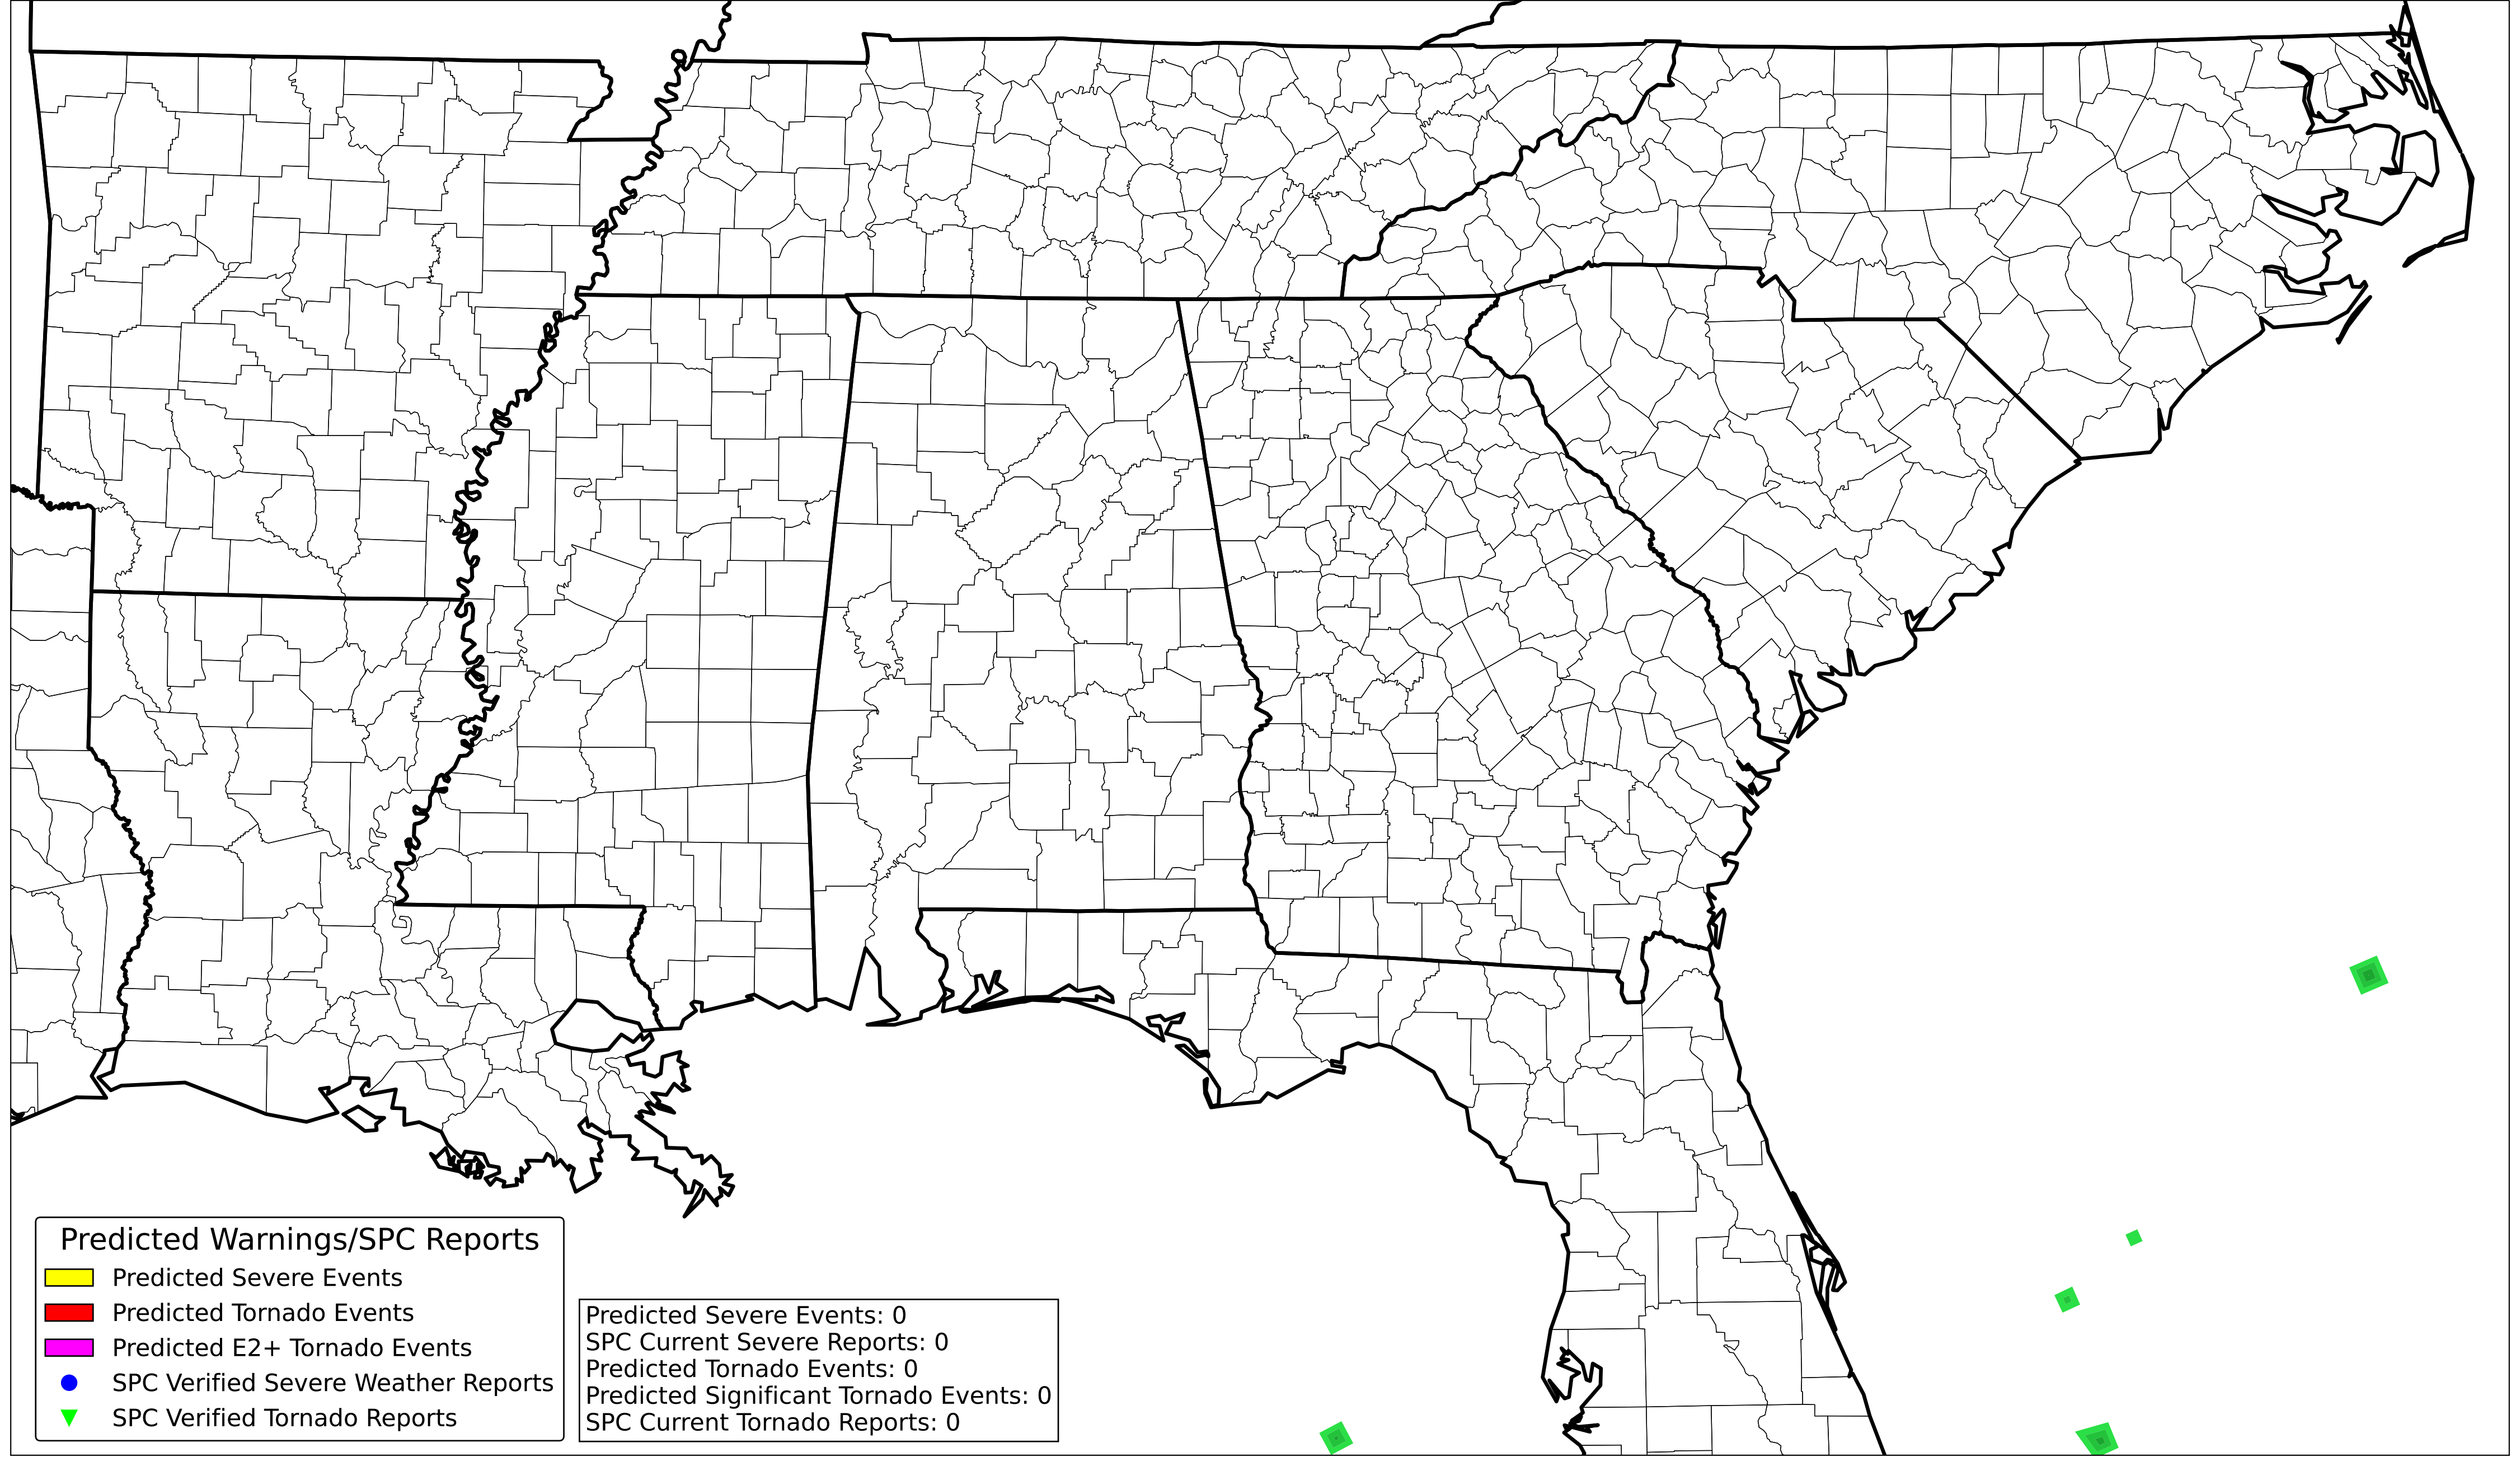 Predicted Warnings/SPC Reports
Predicted Severe Events
Predicted Tornado Events
Predicted E2+ Tornado Events
SPC Verified Severe Weather Reports
SPC Verified Tornado Reports
Predicted Severe Events: 0
SPC Current Severe Reports: 0
Predicted Tornado Events: 0
Predicted Significant Tornado Events: 0
SPC Current Tornado Reports: 0